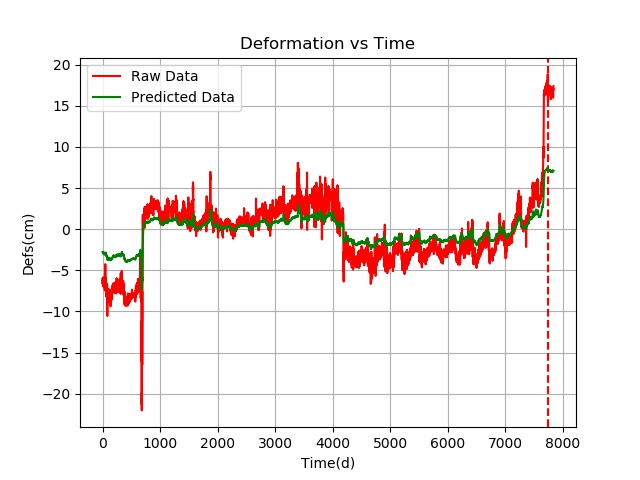 Deformation vs Time
Raw Data
Predicted Data
20
15
10
5
0
−5
−10
−15
−20
Defs(cm)
0 1000 2000 3000 4000 5000 6000 7000 8000
Time(d)